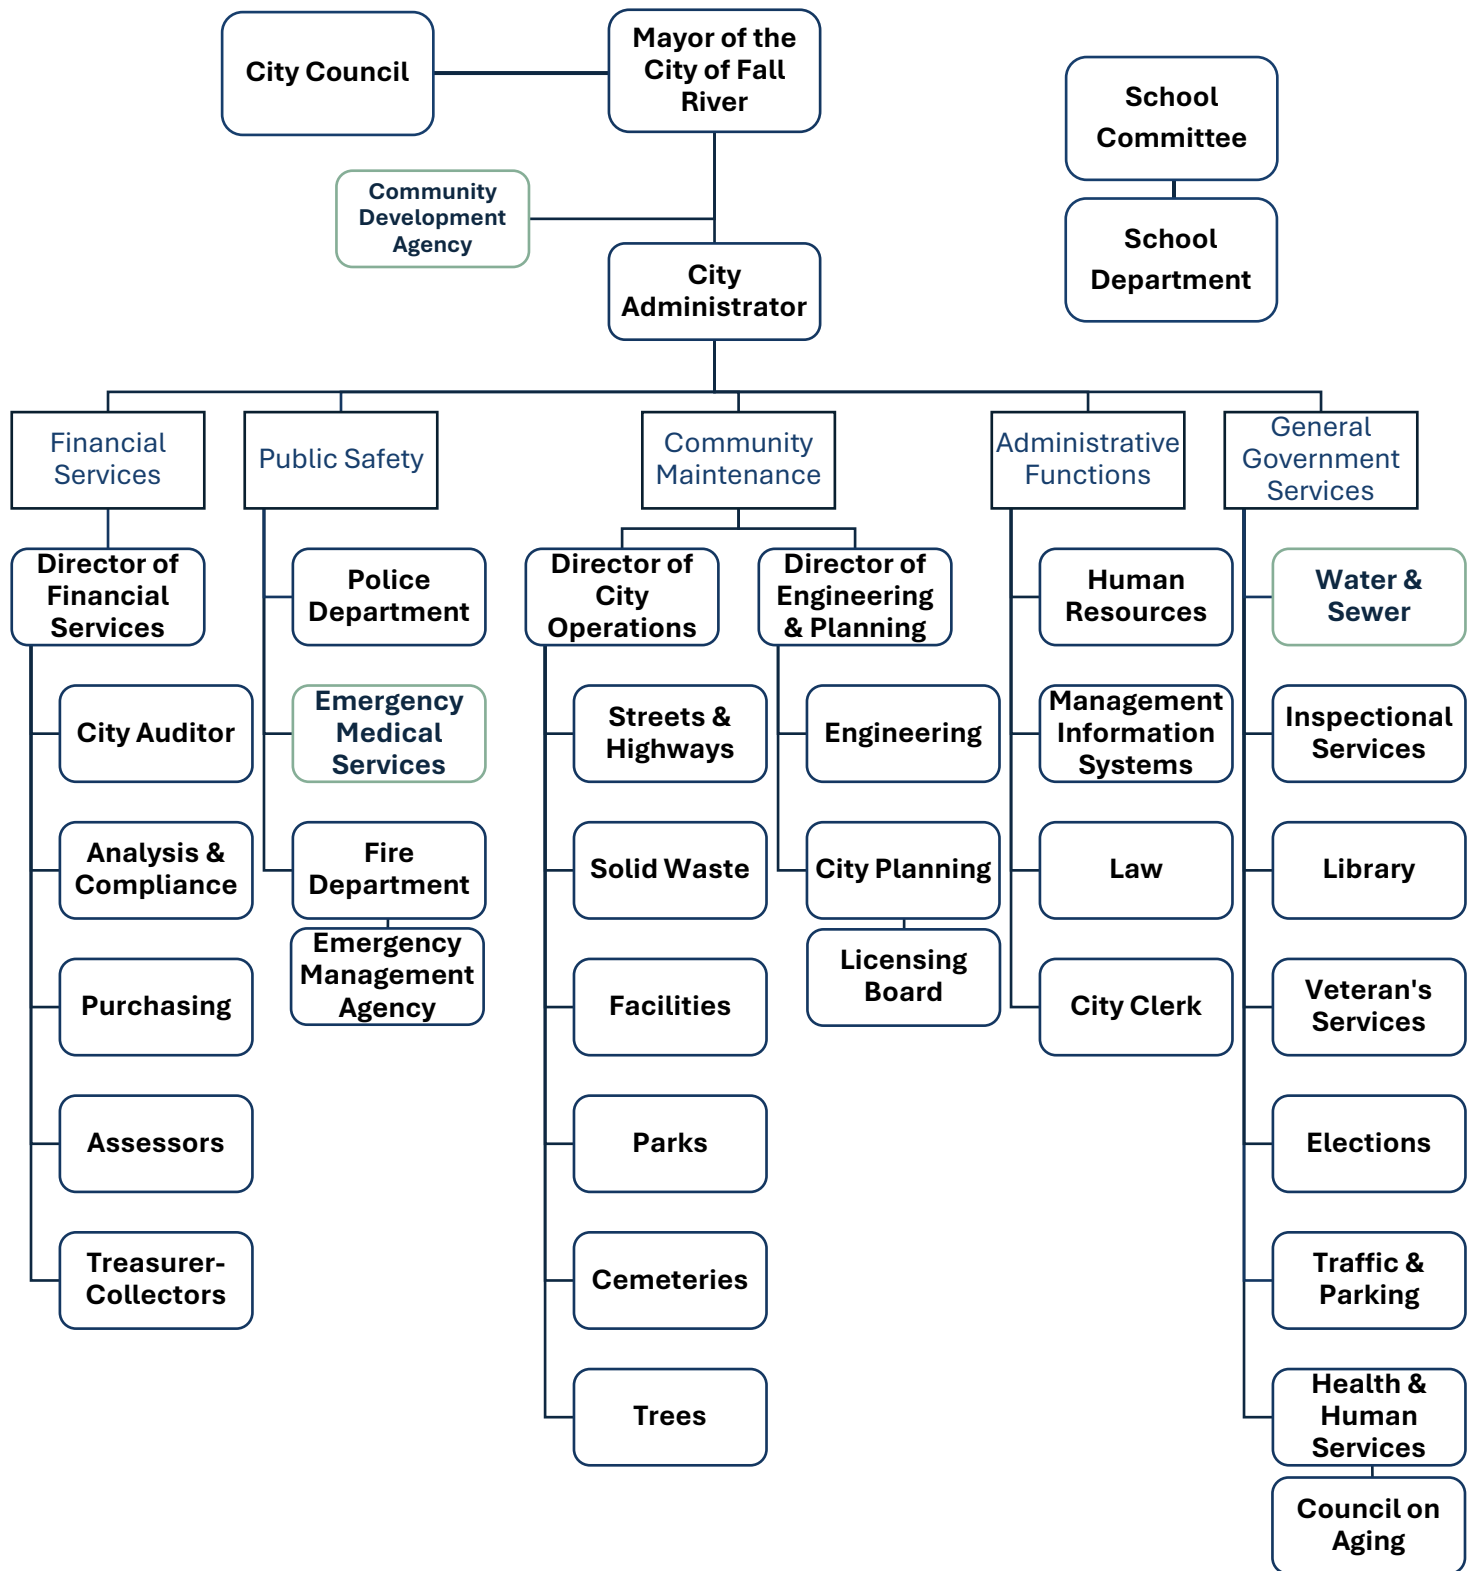 City Council
Mayor of the
City of Fall
River
School
Committee
Community
Development
Agency
School
Department
City
Administrator
Financial
Services
Public Safety
Community
Maintenance
Administrative
Functions
General
Government
Services
Director of
Financial
Services
City Auditor
Analysis &
Compliance
Purchasing
Assessors
Treasurer-
Collectors
Police
Department
Emergency
Medical
Services
Fire
Department
Emergency
Management
Agency
Director of
City
Operations
Streets &
Highways
Solid Waste
Facilities
Parks
Cemeteries
Trees
Director of
Engineering
& Planning
Engineering
City Planning
Licensing
Board
Human
Resources
Management
Information
Systems
Law
City Clerk
Water &
Sewer
Inspectional
Services
Library
Veteran's
Services
Elections
Traffic &
Parking
Health &
Human
Services
Council on
Aging